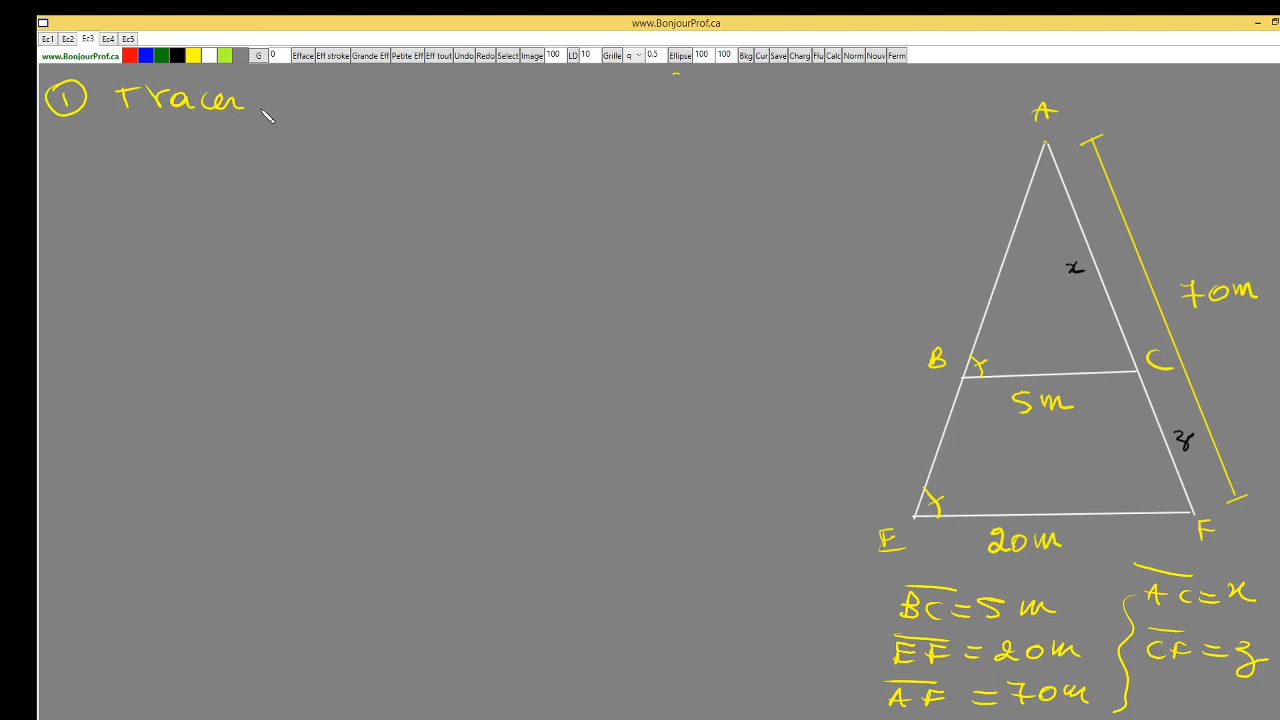 www.BonjourProf.ca
Ec1 Ec2 Ec3 Ec4 Ec5
www.BonjourProf.ca G 0 Efface Eff stroke Grande Eff Petite Eff Eff tout Undo Redo Select Image 100 LD 10 Grille q 0.5 Ellipse 100 100 Bkg Cur Sav Charg Flu Calc Norm Nouv Ferm
① Tracer
A
x
70m
B
C
5m
z
E
F
20m
BC = 5 m
EF = 20m
AF = 70m
AC = x
CF = z